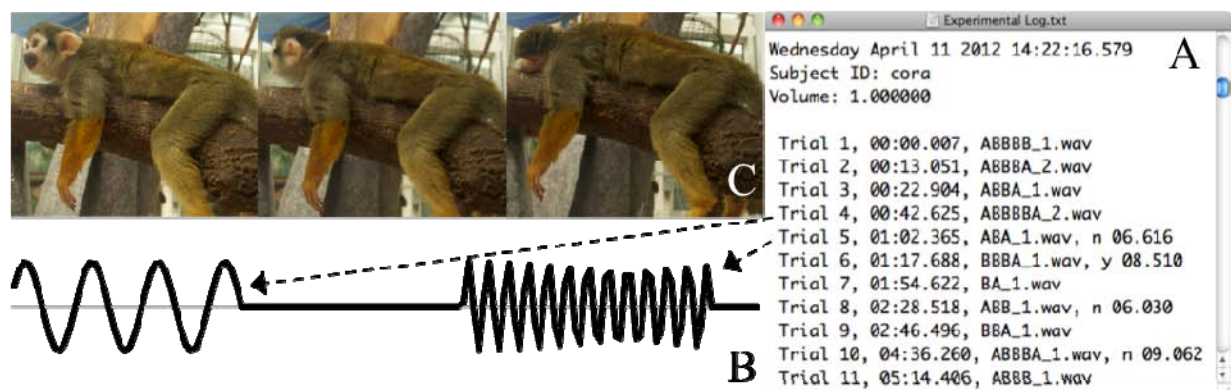 Experimental Log.txt
A
Wednesday April 11 2012 14:22:16.579
Subject ID: cora
Volume: 1.000000
Trial 1, 00:00.007, ABBBB_1.wav
Trial 2, 00:13.051, ABBBA_2.wav
Trial 3, 00:22.904, ABBA_1.wav
Trial 4, 00:42.625, ABBBBA_2.wav
Trial 5, 01:02.365, ABA_1.wav, n 06.616
Trial 6, 01:17.688, BBBA_1.wav, y 08.510
Trial 7, 01:54.622, BA_1.wav
Trial 8, 02:28.518, ABB_1.wav, n 06.030
Trial 9, 02:46.496, BBA_1.wav
Trial 10, 04:36.260, ABBBA_1.wav, n 09.062
Trial 11, 05:14.406, ABBB_1.wav
C
B